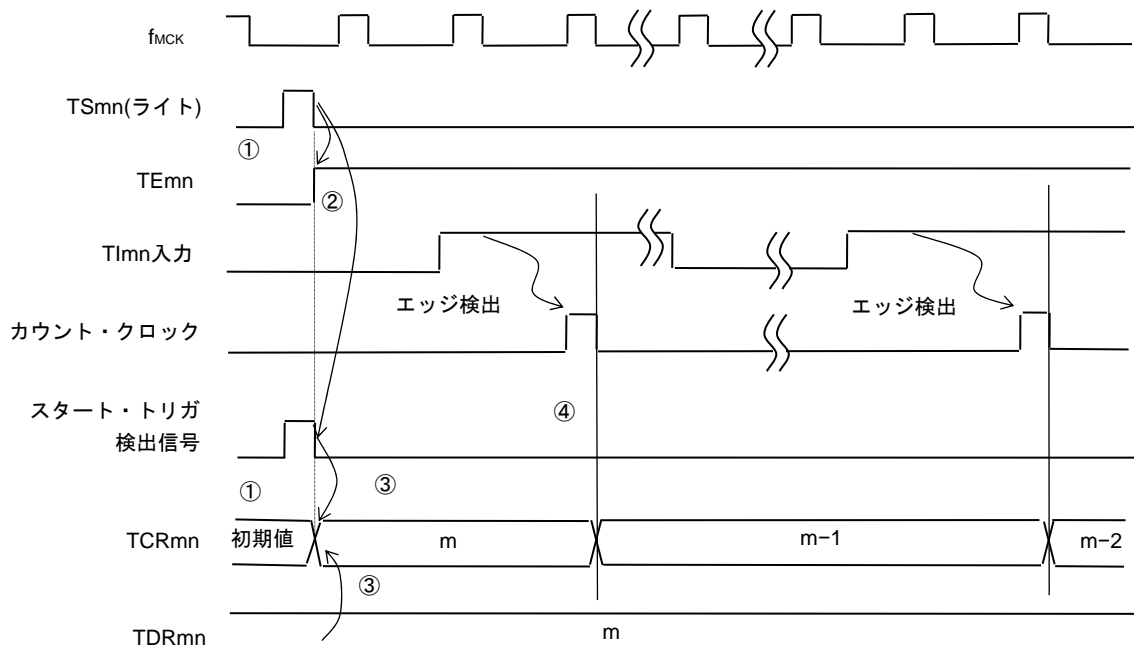 fMCK
TSmn(ライト)
①
TEmn
②
TImn入力
エッジ検出
エッジ検出
カウント・クロック
スタート・トリガ
検出信号
④
①
③
TCRmn
初期値
m
m−1
m−2
③
TDRmn
m